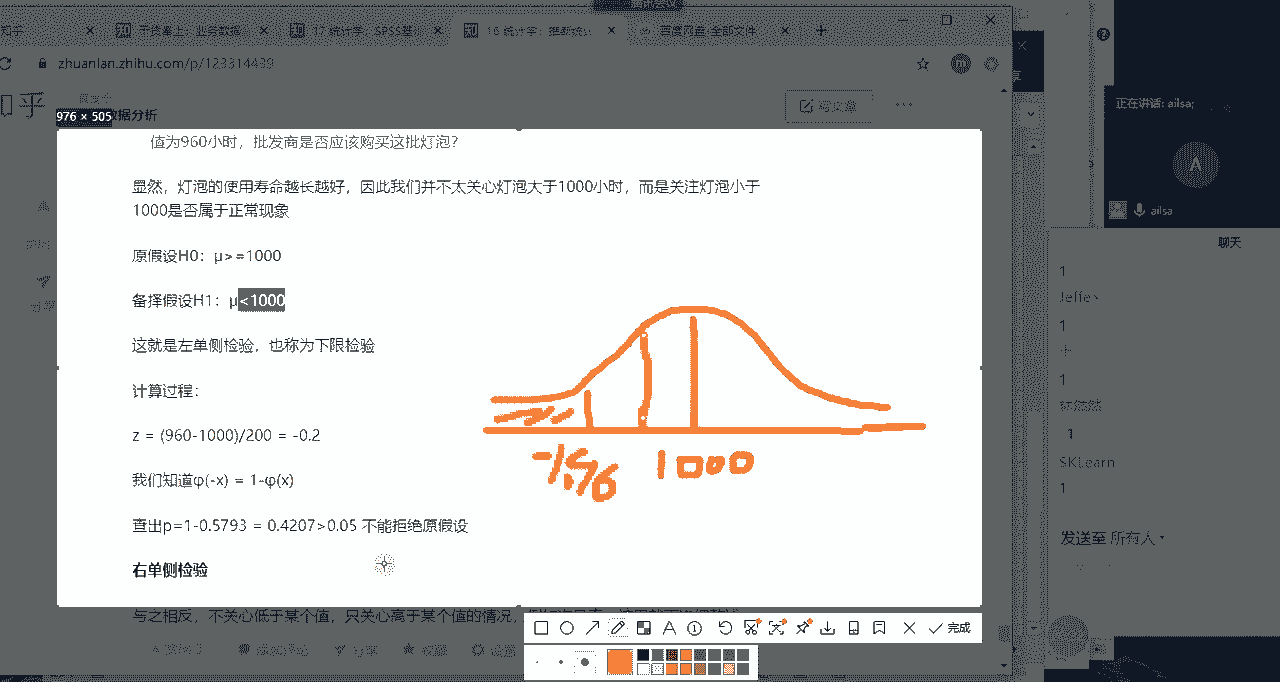 知乎
干货奉上：业务数据
17 统计学：SPSS基
16 统计学：推断统计
百度网盘-全部文件
zhuanlan.zhihu.com/p/123314439
976 × 505
数据分析
写文章
值为960小时，批发商是否应该购买这批灯泡？
显然，灯泡的使用寿命越长越好，因此我们并不太关心灯泡大于1000小时，而是关注灯泡小于
1000是否属于正常现象
原假设H0：μ>=1000
备择假设H1：μ<1000
这就是左单侧检验，也称为下限检验
计算过程：
z = (960-1000)/200 = -0.2
我们知道φ(-x) = 1-φ(x)
查出p=1-0.5793 = 0.4207>0.05 不能拒绝原假设
右单侧检验
与之相反，不关心低于某个值，只关心高于某个值的情况，
-1.96
1000
完成
正在讲话: ailsa;
A
ailsa
聊天
1
1
1
1
SKLearn
1
发送至 所有人